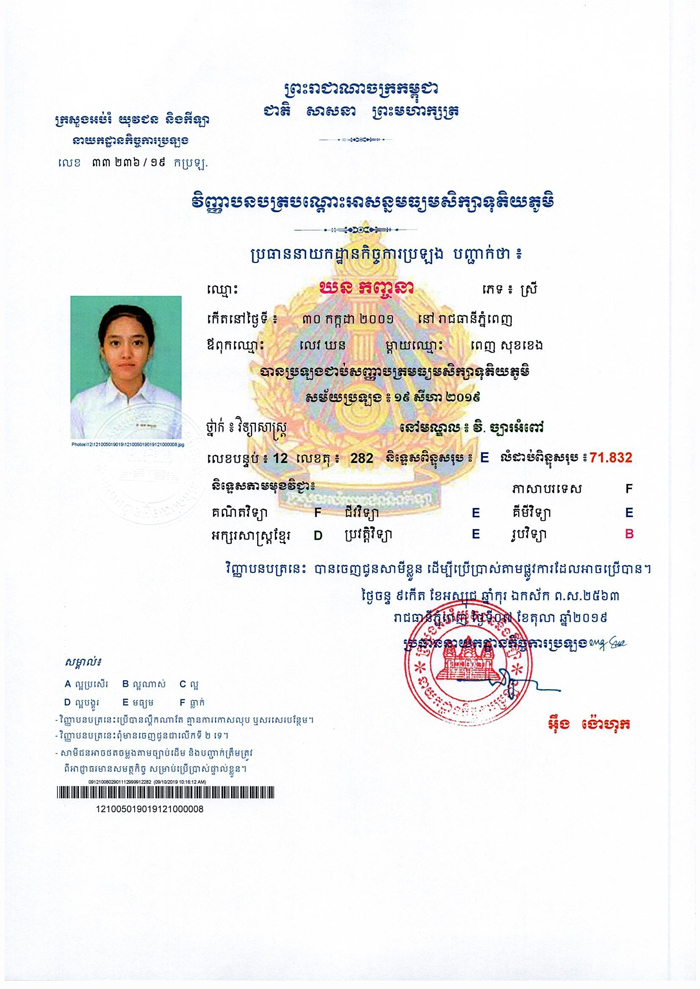 ព្រះរាជាណាចក្រកម្ពុជា
ជាតិ សាសនា ព្រះមហាក្សត្រ
ក្រសួងអប់រំ យុវជន និងកីឡា
នាយកដ្ឋានកិច្ចការប្រឡង
លេខ ៣៣ ២៣៦ / ១៩ កប្រឡ.
វិញ្ញាបនបត្របណ្តោះអាសន្នមធ្យមសិក្សាទុតិយភូមិ
ប្រធាននាយកដ្ឋានកិច្ចការប្រឡង បញ្ជាក់ថា ៖
ឈ្មោះ ឃន កញ្ចនា ភេទ ៖ ស្រី
កើតនៅថ្ងៃទី ៖ ៣០ កក្កដា ២០០១ នៅ រាជធានីភ្នំពេញ
ឪពុកឈ្មោះ លេវ ឃន ម្តាយឈ្មោះ ពេញ សុខខេង
បានប្រឡងជាប់សញ្ញាបត្រមធ្យមសិក្សាទុតិយភូមិ
សម័យប្រឡង ៖ ១៩ សីហា ២០១៩
ថ្នាក់ ៖ វិទ្យាសាស្ត្រ នៅមណ្ឌល ៖ វិ. ច្បារអំពៅ
លេខបន្ទប់ ៖ 12 លេខតុ ៖ 282 និទ្ទេសពិន្ទុសរុប ៖ E លំដាប់ពិន្ទុសរុប ៖ 71.832
និទ្ទេសតាមមុខវិជ្ជា៖ ភាសាបរទេស F
គណិតវិទ្យា F ជីវវិទ្យា E គីមីវិទ្យា E
អក្សរសាស្ត្រខ្មែរ D ប្រវត្តិវិទ្យា E រូបវិទ្យា B
Photos\12\121005019019\121005019019121000008.jpg
វិញ្ញាបនបត្រនេះ បានចេញជូនសាមីខ្លួន ដើម្បីប្រើប្រាស់តាមផ្លូវការដែលអាចប្រើបាន។
ថ្ងៃចន្ទ ៩កើត ខែអស្សុជ ឆ្នាំកុរ ឯកស័ក ព.ស.២៥៦៣
រាជធានីភ្នំពេញ ថ្ងៃទី០៧ ខែតុលា ឆ្នាំ២០១៩
ប្រធាននាយកដ្ឋានកិច្ចការប្រឡង
អ៊ឹង ង៉ោហុក
សម្គាល់៖
A ល្អប្រសើរ B ល្អណាស់ C ល្អ
D ល្អបង្គួរ E មធ្យម F ធ្លាក់
- វិញ្ញាបនបត្រនេះប្រើបានល្គឹកណាតែ គ្មានការកោសលុប ឬសរសេរបន្ថែម។
- វិញ្ញាបនបត្រនេះពុំមានចេញជូនជាលើកទី ២ ទេ។
- សាមីជនអាចថតចម្លងតាមច្បាប់ដើម និងបញ្ជាក់ត្រឹមត្រូវ
ពីអាជ្ញាធរមានសមត្ថកិច្ច សម្រាប់ប្រើប្រាស់ផ្ទាល់ខ្លួន។
121005019019121000008